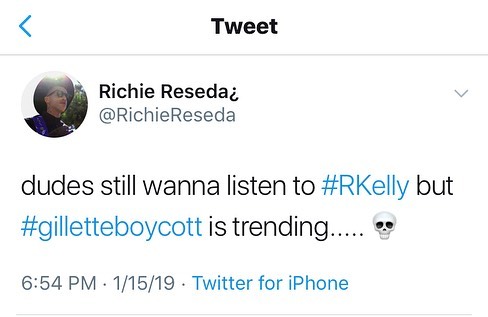 Tweet
Richie Reseda¿
@RichieReseda
dudes still wanna listen to #RKelly but
#gilletteboycott is trending..... 💀
6:54 PM · 1/15/19 · Twitter for iPhone